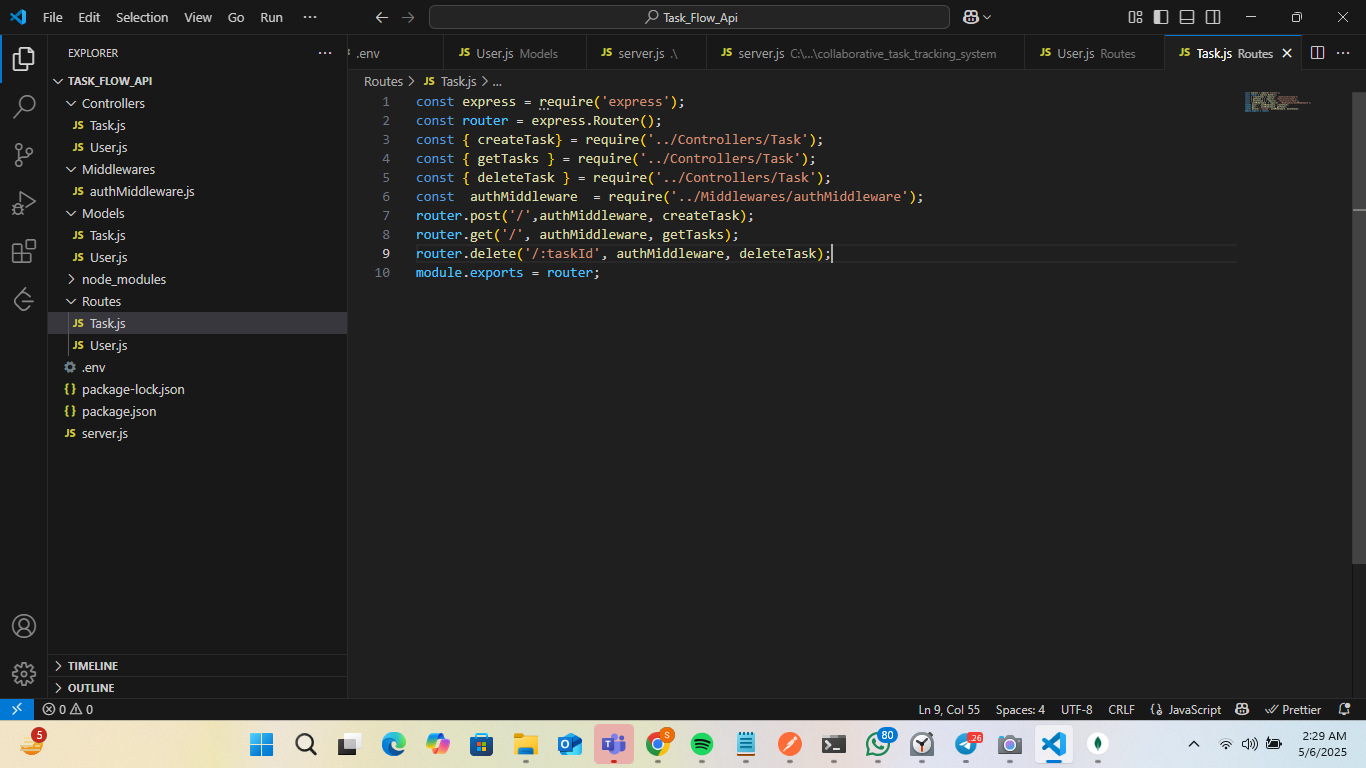 File Edit Selection View Go Run ··· Task_Flow_Api
EXPLORER ···
TASK_FLOW_API
Controllers
JS Task.js
JS User.js
Middlewares
JS authMiddleware.js
Models
JS Task.js
JS User.js
node_modules
Routes
JS Task.js
JS User.js
.env
{} package-lock.json
{} package.json
JS server.js
TIMELINE
OUTLINE
.env JS User.js Models JS server.js .\ JS server.js C:\...\collaborative_task_tracking_system JS User.js Routes JS Task.js Routes ···
Routes > JS Task.js > ...
1 const express = require('express');
2 const router = express.Router();
3 const { createTask} = require('../Controllers/Task');
4 const { getTasks } = require('../Controllers/Task');
5 const { deleteTask } = require('../Controllers/Task');
6 const  authMiddleware  = require('../Middlewares/authMiddleware');
7 router.post('/',authMiddleware, createTask);
8 router.get('/', authMiddleware, getTasks);
9 router.delete('/:taskId', authMiddleware, deleteTask);
10 module.exports = router;
0 0 Ln 9, Col 55 Spaces: 4 UTF-8 CRLF {} JavaScript Prettier
5 S 80 .26 2:29 AM
5/6/2025